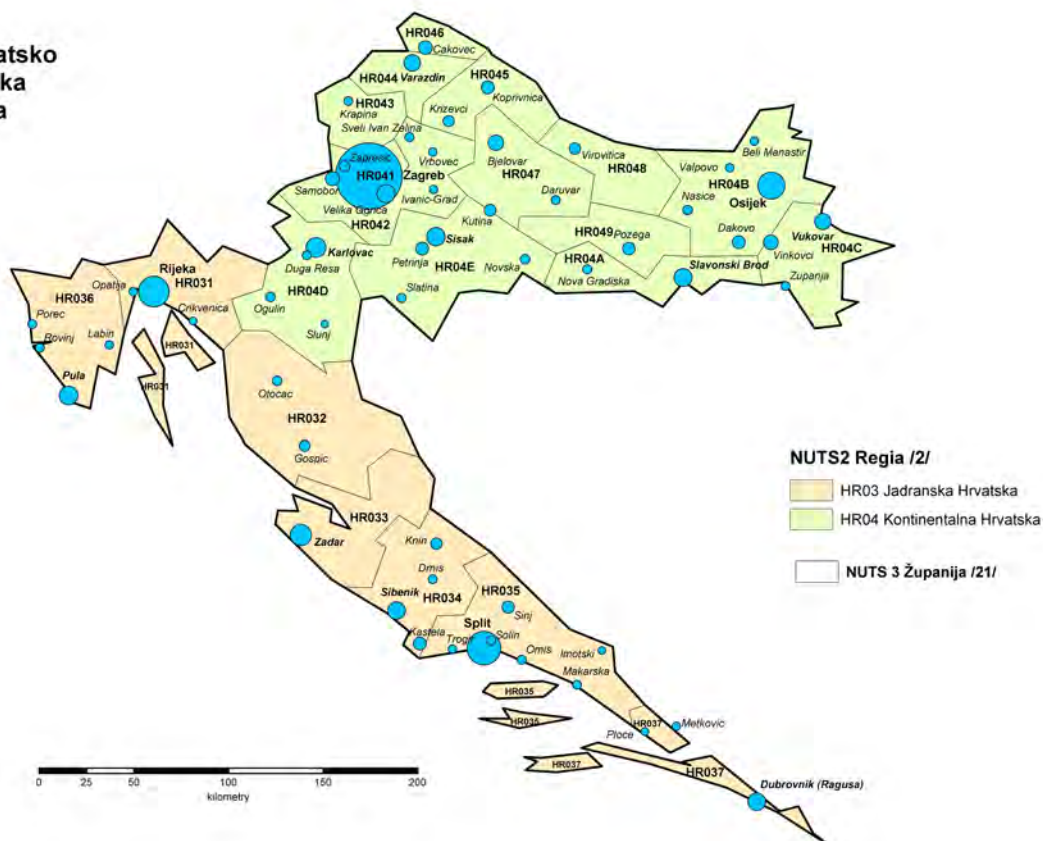 atsko
ka
a
HR046
Cakovec
HR044
Varazdin
HR045
Koprivnica
HR043
Krapina
Krizevci
Sveli Ivan Zelina
Zapresic
Vrbovec
Bjelovar
Virovitica
HR048
Beli Manastir
Valpovo
HR041
Zagreb
HR047
HR04B
Osijek
Samobor
Ivanic-Grad
Daruvar
Nasice
Velika Gorica
HR042
Kutina
HR049
Pozega
Dakovo
Vukovar
HR04C
Vinkovci
Sisak
Karlovac
Petrinja
HR04E
Novska
HR04A
Nova Gradiska
Slavonski Brod
Zupanja
Duga Resa
HR04D
Ogulin
Slatina
Slunj
Rijeka
HR031
Opatija
HR036
Porec
Crikvenica
Rovinj
Labin
HR031
Pula
HR031
Otocac
HR032
Gospic
HR033
Zadar
Knin
Drnis
HR034
Sibenik
HR035
Sinj
Split
Solin
Kastela
Trogir
Omis
Imotski
Makarska
HR035
HR035
HR037
Metkovic
Ploce
HR037
HR037
Dubrovnik (Ragusa)
NUTS2 Regia /2/
HR03 Jadranska Hrvatska
HR04 Kontinentalna Hrvatska
NUTS 3 Županija /21/
0 25 50 100 150 200
kilometry